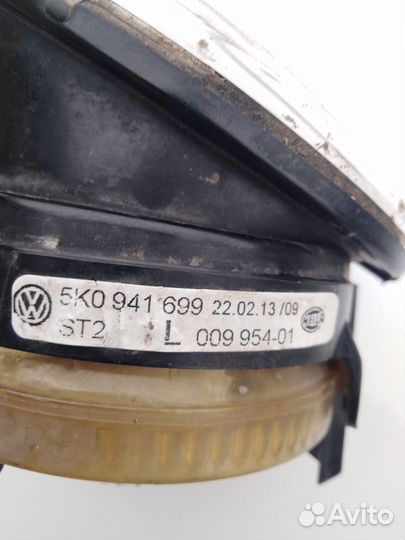 5K0 941 699 22.02.13/09
ST2 L 009 954-01 HELLA
Avito